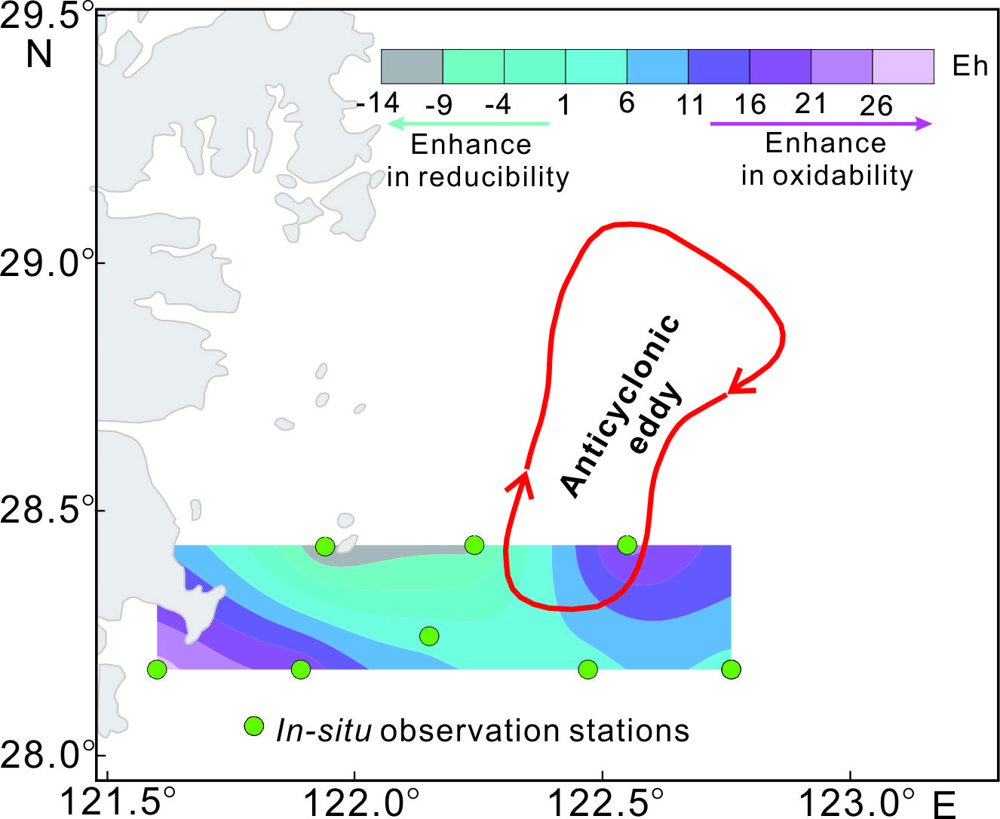 29.5°
N
Eh
-14 -9 -4 1 6 11 16 21 26
Enhance
in reducibility
Enhance
in oxidability
29.0°
Anticyclonic
eddy
28.5°
In-situ observation stations
28.0°
121.5° 122.0° 122.5° 123.0° E